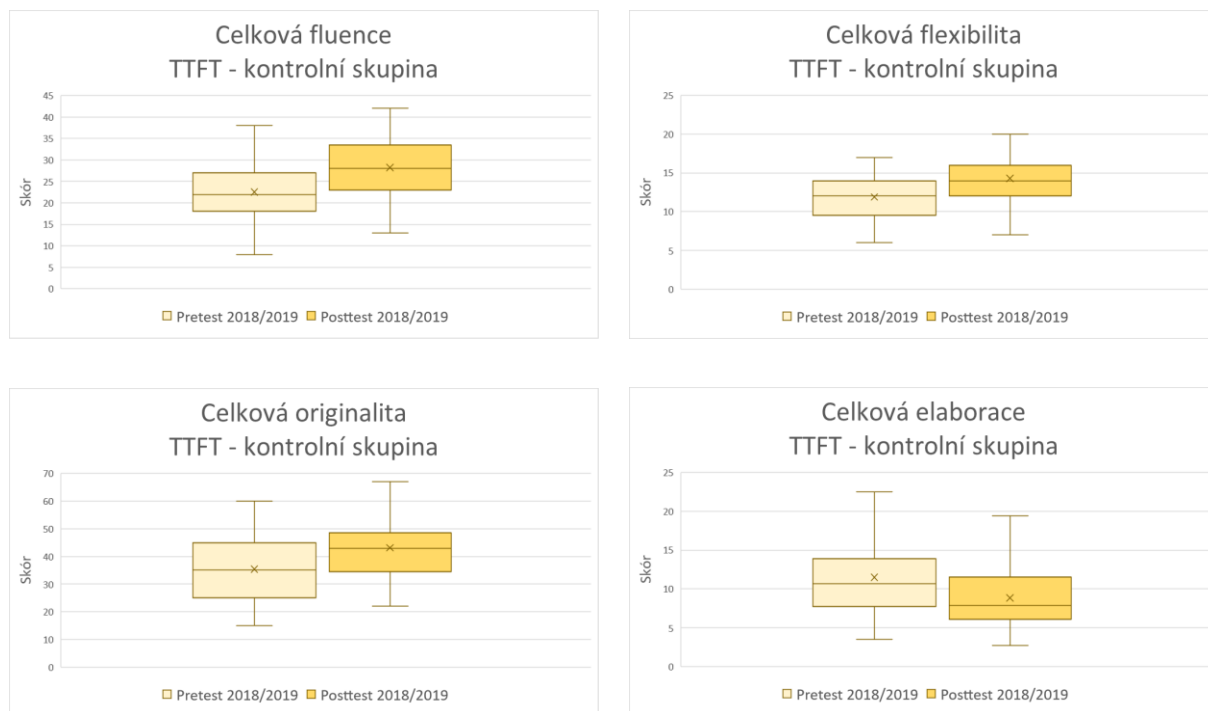 Celková fluence
TTFT - kontrolní skupina
45
40
35
30
25
20
15
10
5
0
Skór
Pretest 2018/2019 Posttest 2018/2019
Celková flexibilita
TTFT - kontrolní skupina
25
20
15
10
5
0
Skór
Pretest 2018/2019 Posttest 2018/2019
Celková originalita
TTFT - kontrolní skupina
70
60
50
40
30
20
10
0
Skór
Pretest 2018/2019 Posttest 2018/2019
Celková elaborace
TTFT - kontrolní skupina
25
20
15
10
5
0
Skór
Pretest 2018/2019 Posttest 2018/2019